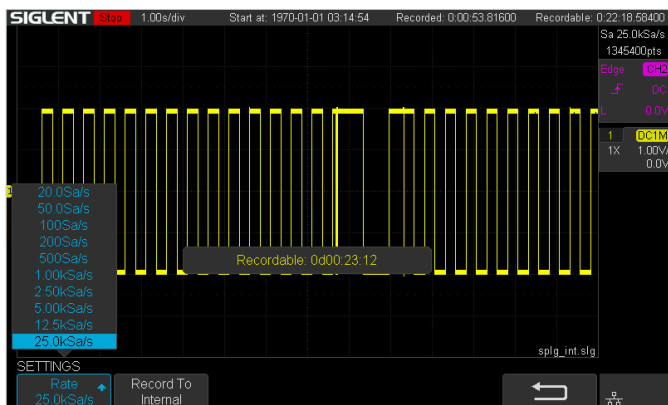 SIGLENT Stop 1.00s/div Start at: 1970-01-01 03:14:54 Recorded: 0:00:53.81600 Recordable: 0:22:18.58400
Sa 25.0kSa/s
1345400pts
Edge CH2
DC
L 0.0V
1 DC1M
1X 1.00V/
0.0V
1
20.0Sa/s
50.0Sa/s
100Sa/s
200Sa/s
500Sa/s
1.00kSa/s
2.50kSa/s
5.00kSa/s
12.5kSa/s
25.0kSa/s
Recordable: 0d00:23:12
splg_int.slg
SETTINGS
Rate
25.0kSa/s
Record To
Internal